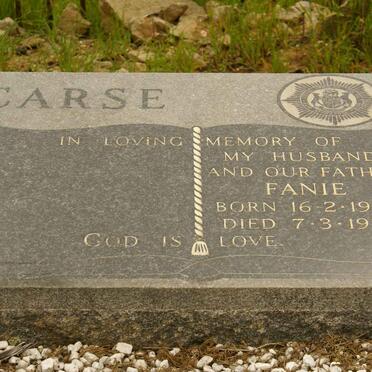 CARSE
IN LOVING MEMORY OF
MY HUSBAND
AND OUR FATH
FANIE
BORN 16-2-19
DIED 7-3-19
GOD IS LOVE.